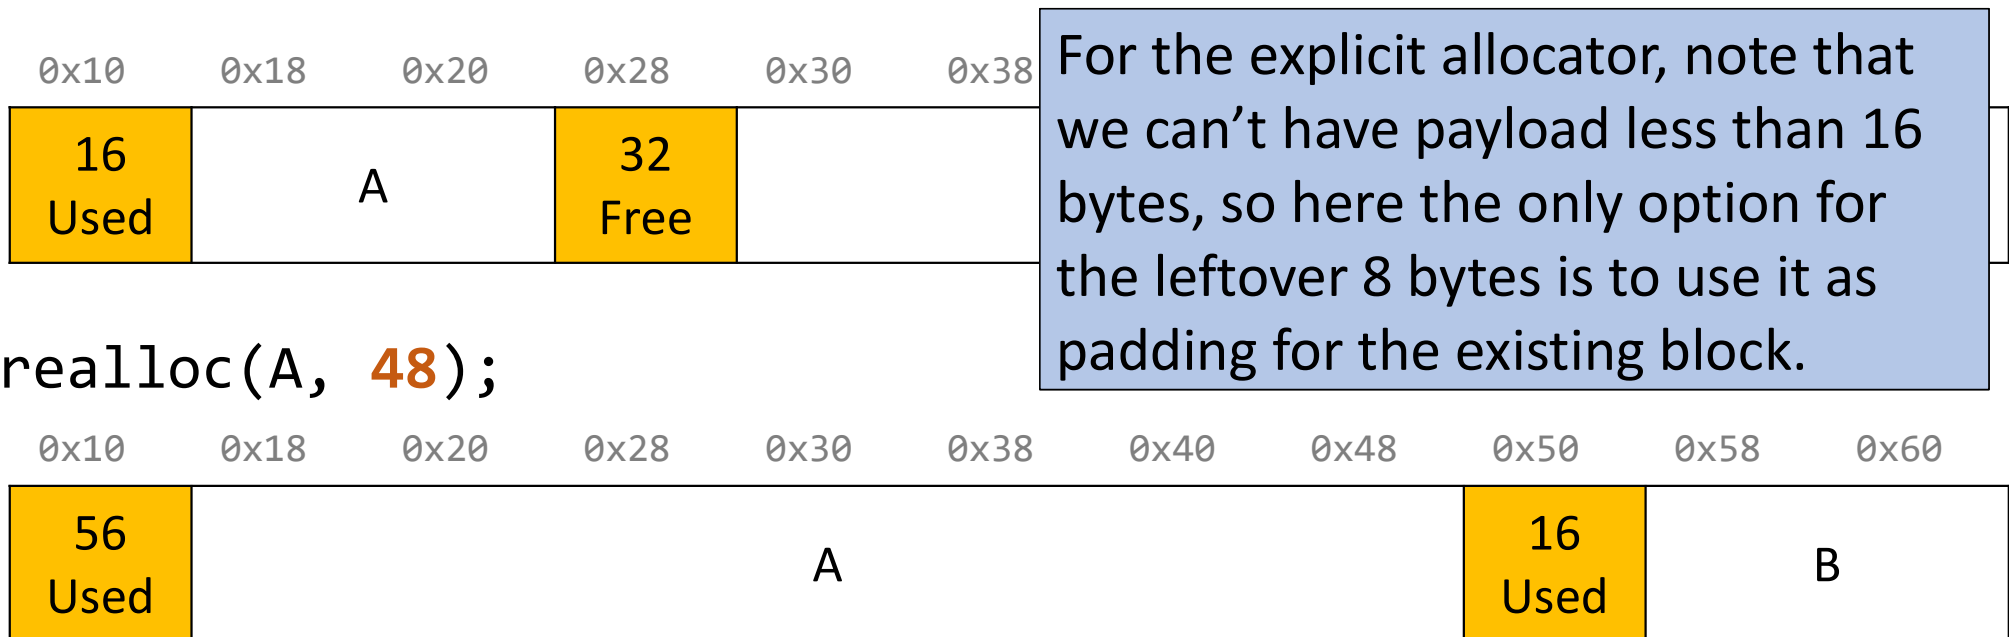 0x10 0x18 0x20 0x28 0x30 0x38
16 Used A 32 Free
For the explicit allocator, note that
we can’t have payload less than 16
bytes, so here the only option for
the leftover 8 bytes is to use it as
padding for the existing block.
realloc(A, 48);
0x10 0x18 0x20 0x28 0x30 0x38 0x40 0x48 0x50 0x58 0x60
56 Used A 16 Used B